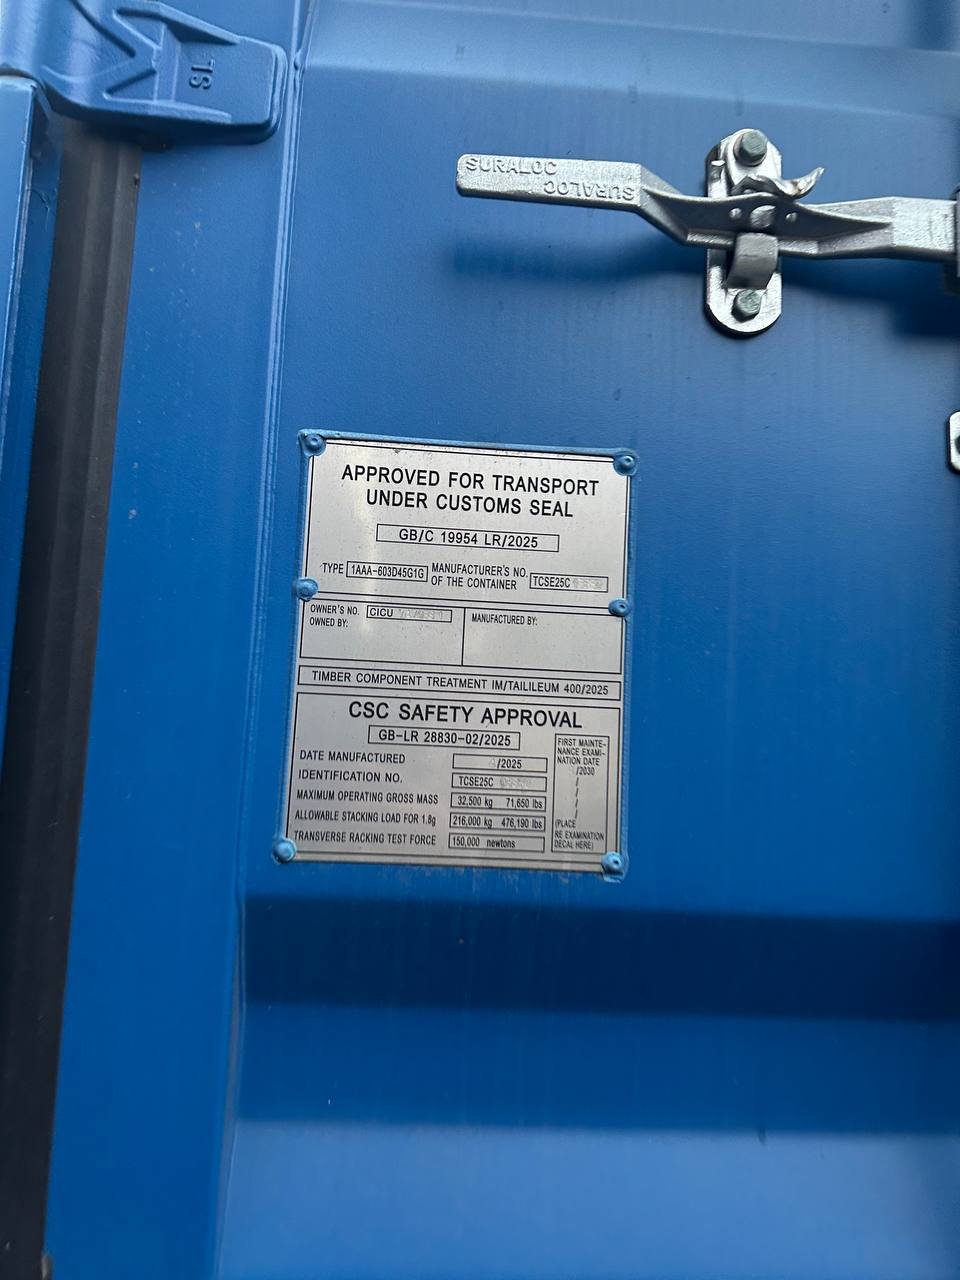 SL
SURALOC
SURALOC
APPROVED FOR TRANSPORT
UNDER CUSTOMS SEAL
GB/C 19954 LR/2025
TYPE 1AAA-603D45G1G MANUFACTURER'S NO. OF THE CONTAINER TCSE25C
OWNER'S NO. CICU
OWNED BY:
MANUFACTURED BY:
TIMBER COMPONENT TREATMENT IM/TAILILEUM 400/2025
CSC SAFETY APPROVAL
GB-LR 28830-02/2025
DATE MANUFACTURED /2025
IDENTIFICATION NO. TCSE25C
MAXIMUM OPERATING GROSS MASS 32,500 kg 71,650 lbs
ALLOWABLE STACKING LOAD FOR 1.8g 216,000 kg 476,190 lbs
TRANSVERSE RACKING TEST FORCE 150,000 newtons
FIRST MAINTE-
NANCE EXAMI-
NATION DATE
/2030
/
/
/
/
(PLACE
RE EXAMINATION
DECAL HERE)